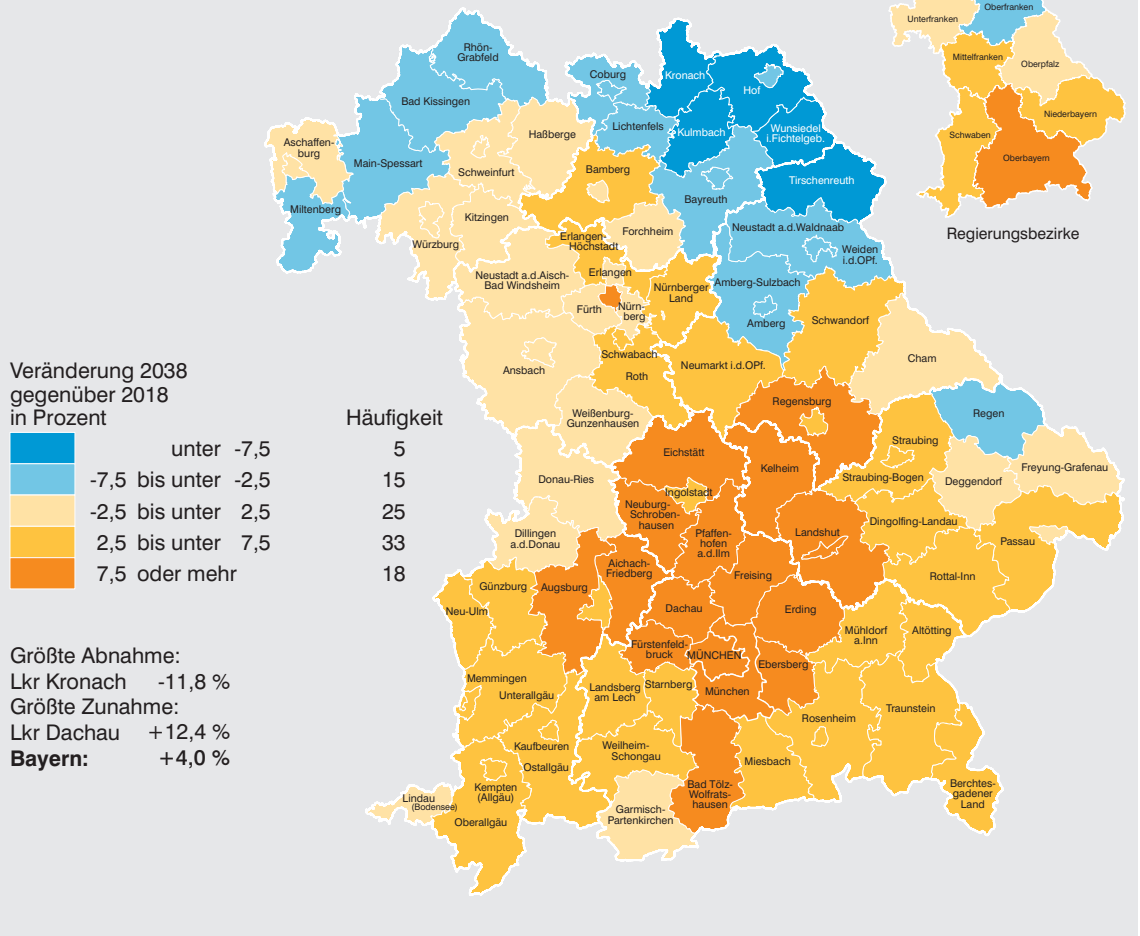 Oberfranken
Unterfranken
Mittelfranken
Oberpfalz
Niederbayern
Schwaben
Oberbayern
Regierungsbezirke
Rhön-
Grabfeld
Bad Kissingen
Coburg
Kronach
Hof
Lichtenfels
Kulmbach
Wunsiedel
i.Fichtelgeb.
Aschaffen-
burg
Main-Spessart
Haßberge
Schweinfurt
Bamberg
Tirschenreuth
Miltenberg
Kitzingen
Würzburg
Bayreuth
Forchheim
Neustadt a.d.Waldnaab
Weiden
i.d.OPf.
Erlangen-
Höchstadt
Erlangen
Neustadt a.d.Aisch-
Bad Windsheim
Fürth
Nürn-
berg
Nürnberger
Land
Amberg-Sulzbach
Amberg
Schwandorf
Ansbach
Schwabach
Roth
Neumarkt i.d.OPf.
Cham
Weißenburg-
Gunzenhausen
Regensburg
Regen
Straubing
Straubing-Bogen
Deggendorf
Freyung-Grafenau
Eichstätt
Kelheim
Donau-Ries
Ingolstadt
Neuburg-
Schroben-
hausen
Pfaffen-
hofen
a.d.Ilm
Landshut
Dingolfing-Landau
Passau
Dillingen
a.d.Donau
Aichach-
Friedberg
Freising
Rottal-Inn
Günzburg
Augsburg
Neu-Ulm
Dachau
Erding
Mühldorf
a.Inn
Altötting
Fürstenfeld-
bruck
MÜNCHEN
München
Ebersberg
Memmingen
Unterallgäu
Landsberg
am Lech
Starnberg
Rosenheim
Traunstein
Kaufbeuren
Ostallgäu
Weilheim-
Schongau
Miesbach
Bad Tölz-
Wolfrats-
hausen
Berchtes-
gadener
Land
Kempten
(Allgäu)
Lindau
(Bodensee)
Oberallgäu
Garmisch-
Partenkirchen
Veränderung 2038
gegenüber 2018
in Prozent Häufigkeit
unter -7,5 5
-7,5 bis unter -2,5 15
-2,5 bis unter 2,5 25
2,5 bis unter 7,5 33
7,5 oder mehr 18
Größte Abnahme:
Lkr Kronach -11,8 %
Größte Zunahme:
Lkr Dachau +12,4 %
Bayern: +4,0 %